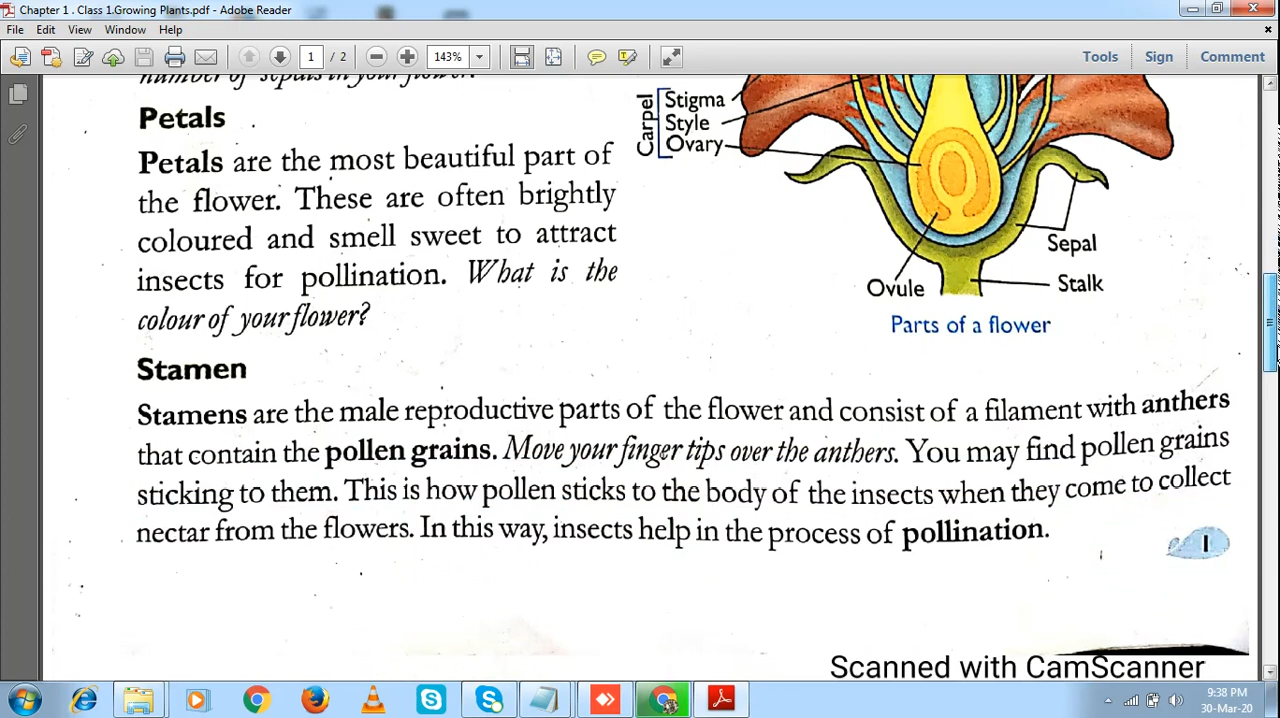 Chapter 1 . Class 1.Growing Plants.pdf - Adobe Reader
File Edit View Window Help
1 / 2 143% Tools Sign Comment
number of sepals in your flower.
Petals
Petals are the most beautiful part of
the flower. These are often brightly
coloured and smell sweet to attract
insects for pollination. What is the
colour of your flower?
Carpel
Stigma
Style
Ovary
Sepal
Ovule
Stalk
Parts of a flower
Stamen
Stamens are the male reproductive parts of the flower and consist of a filament with anthers
that contain the pollen grains. Move your finger tips over the anthers. You may find pollen grains
sticking to them. This is how pollen sticks to the body of the insects when they come to collect
nectar from the flowers. In this way, insects help in the process of pollination.
1
Scanned with CamScanner
9:38 PM
30-Mar-20